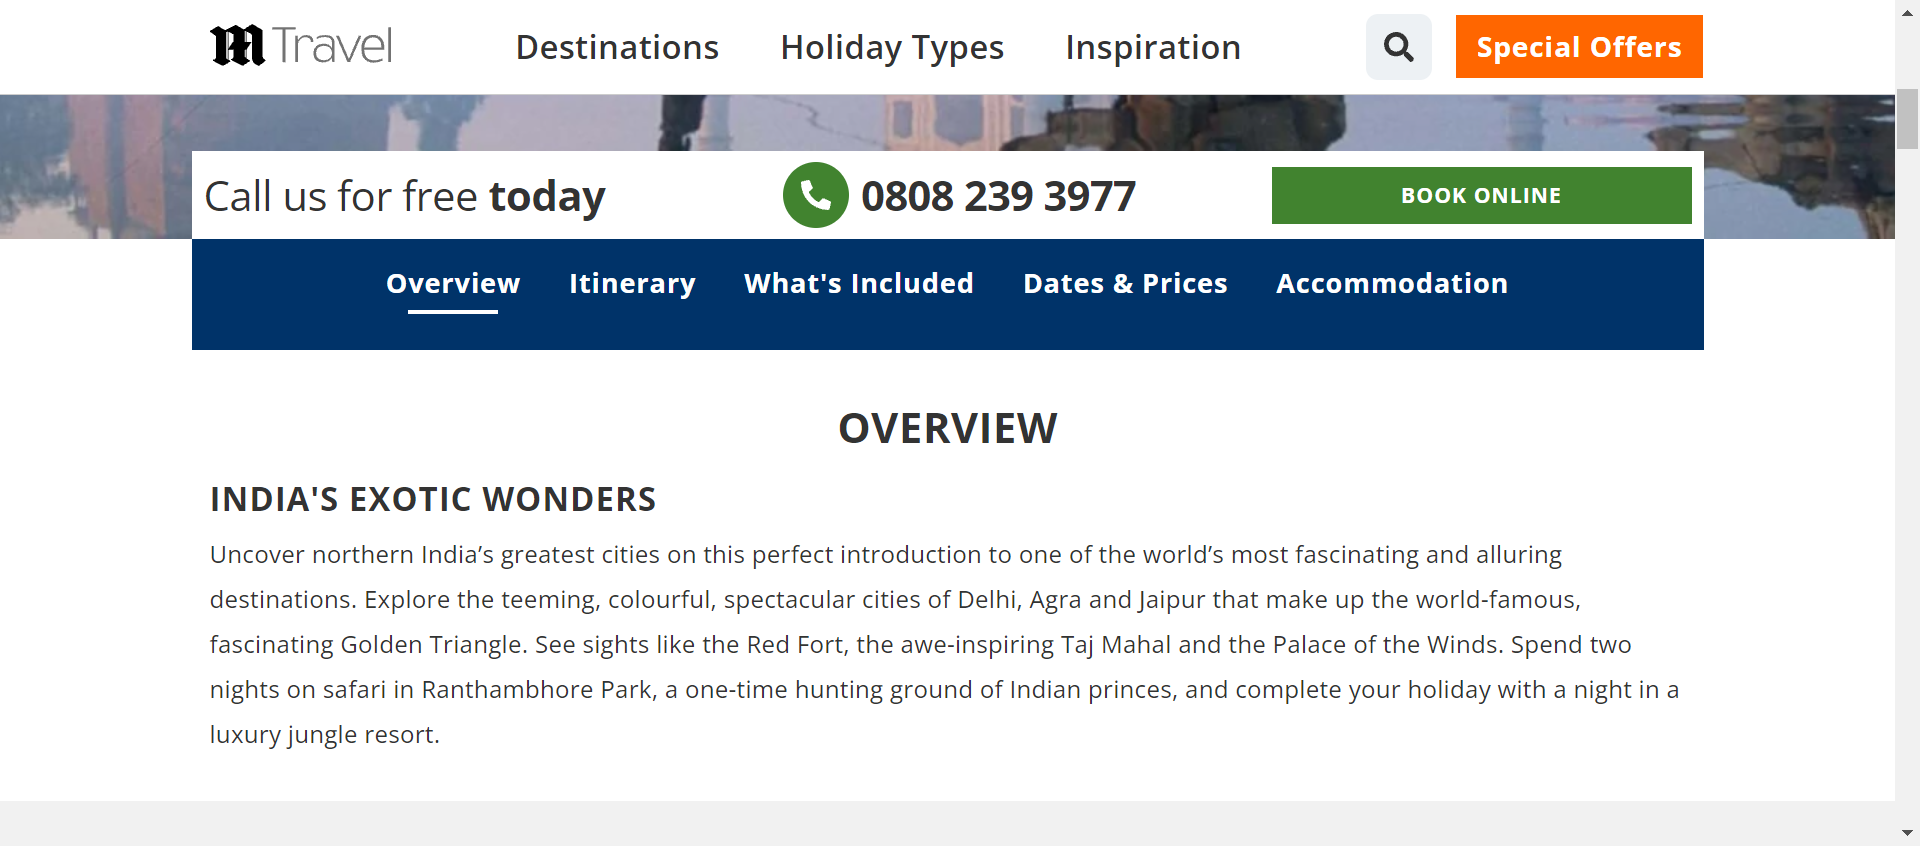 M Travel
Destinations
Holiday Types
Inspiration
Special Offers
Call us for free today
0808 239 3977
BOOK ONLINE
Overview
Itinerary
What's Included
Dates & Prices
Accommodation
OVERVIEW
INDIA'S EXOTIC WONDERS
Uncover northern India’s greatest cities on this perfect introduction to one of the world’s most fascinating and alluring
destinations. Explore the teeming, colourful, spectacular cities of Delhi, Agra and Jaipur that make up the world-famous,
fascinating Golden Triangle. See sights like the Red Fort, the awe-inspiring Taj Mahal and the Palace of the Winds. Spend two
nights on safari in Ranthambhore Park, a one-time hunting ground of Indian princes, and complete your holiday with a night in a
luxury jungle resort.